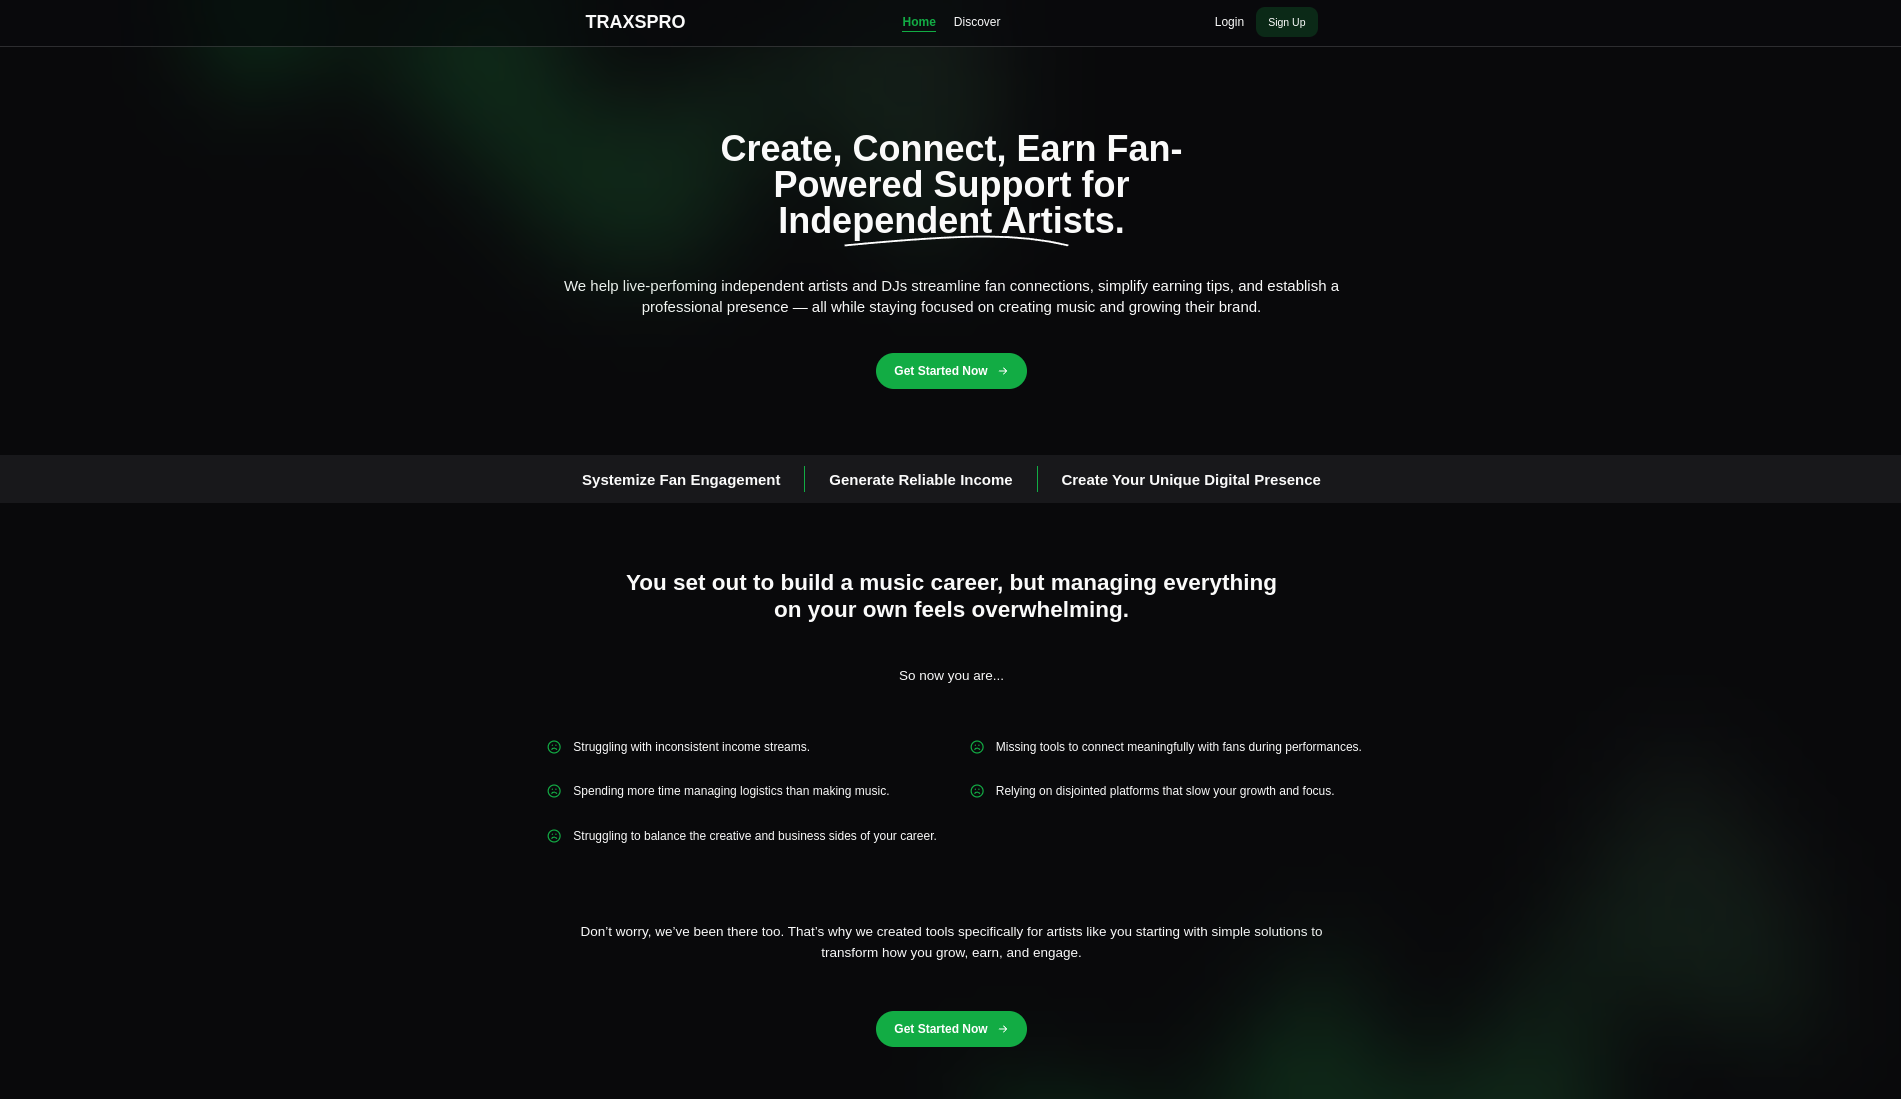 TRAXSPRO
Home
Discover
Login
Sign Up
Create, Connect, Earn Fan-
Powered Support for
Independent Artists.
We help live-perfoming independent artists and DJs streamline fan connections, simplify earning tips, and establish a
professional presence — all while staying focused on creating music and growing their brand.
Get Started Now
Systemize Fan Engagement
Generate Reliable Income
Create Your Unique Digital Presence
You set out to build a music career, but managing everything
on your own feels overwhelming.
So now you are...
Struggling with inconsistent income streams.
Missing tools to connect meaningfully with fans during performances.
Spending more time managing logistics than making music.
Relying on disjointed platforms that slow your growth and focus.
Struggling to balance the creative and business sides of your career.
Don’t worry, we’ve been there too. That’s why we created tools specifically for artists like you starting with simple solutions to
transform how you grow, earn, and engage.
Get Started Now